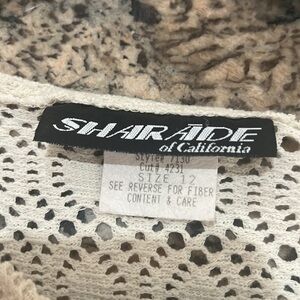 SHARADE
of California
Style# 7130
Cut# 4231
SIZE 12
SEE REVERSE FOR FIBER
CONTENT & CARE